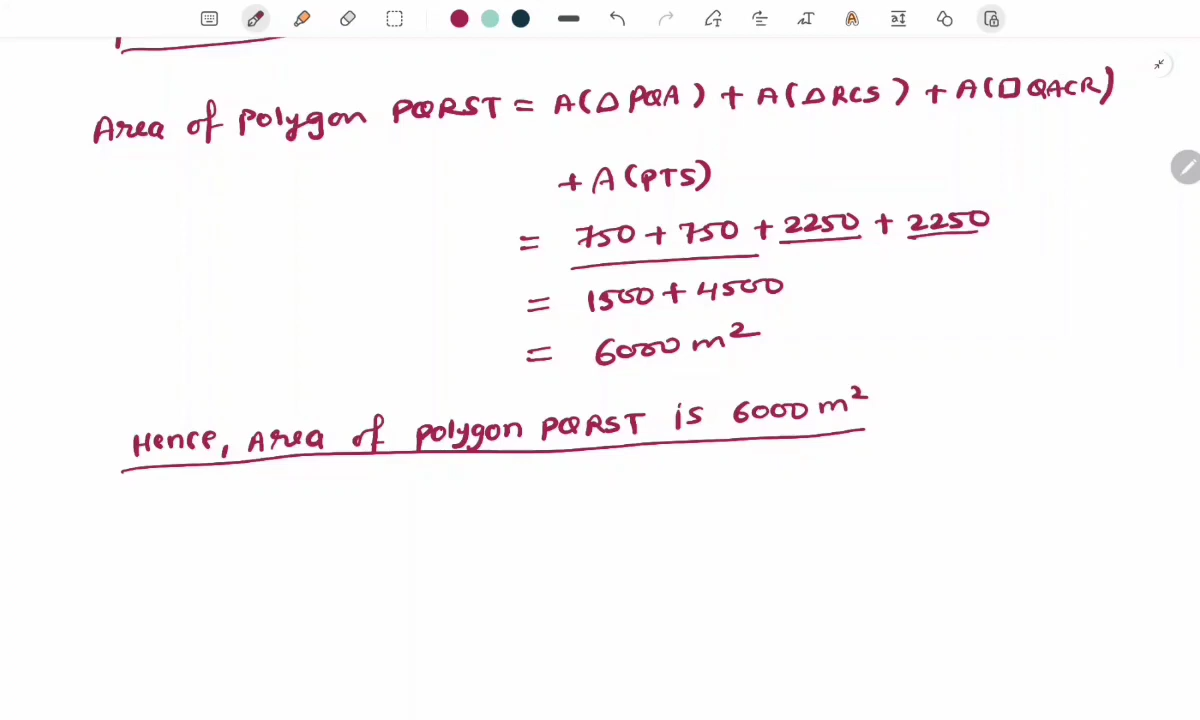 Area of Polygon PQRST = A(△ PQA) + A(△ RCS) + A(□ QACR)
+ A(PTS)
= 750 + 750 + 2250 + 2250
= 1500 + 4500
= 6000 m²
Hence, Area of polygon PQRST is 6000 m²